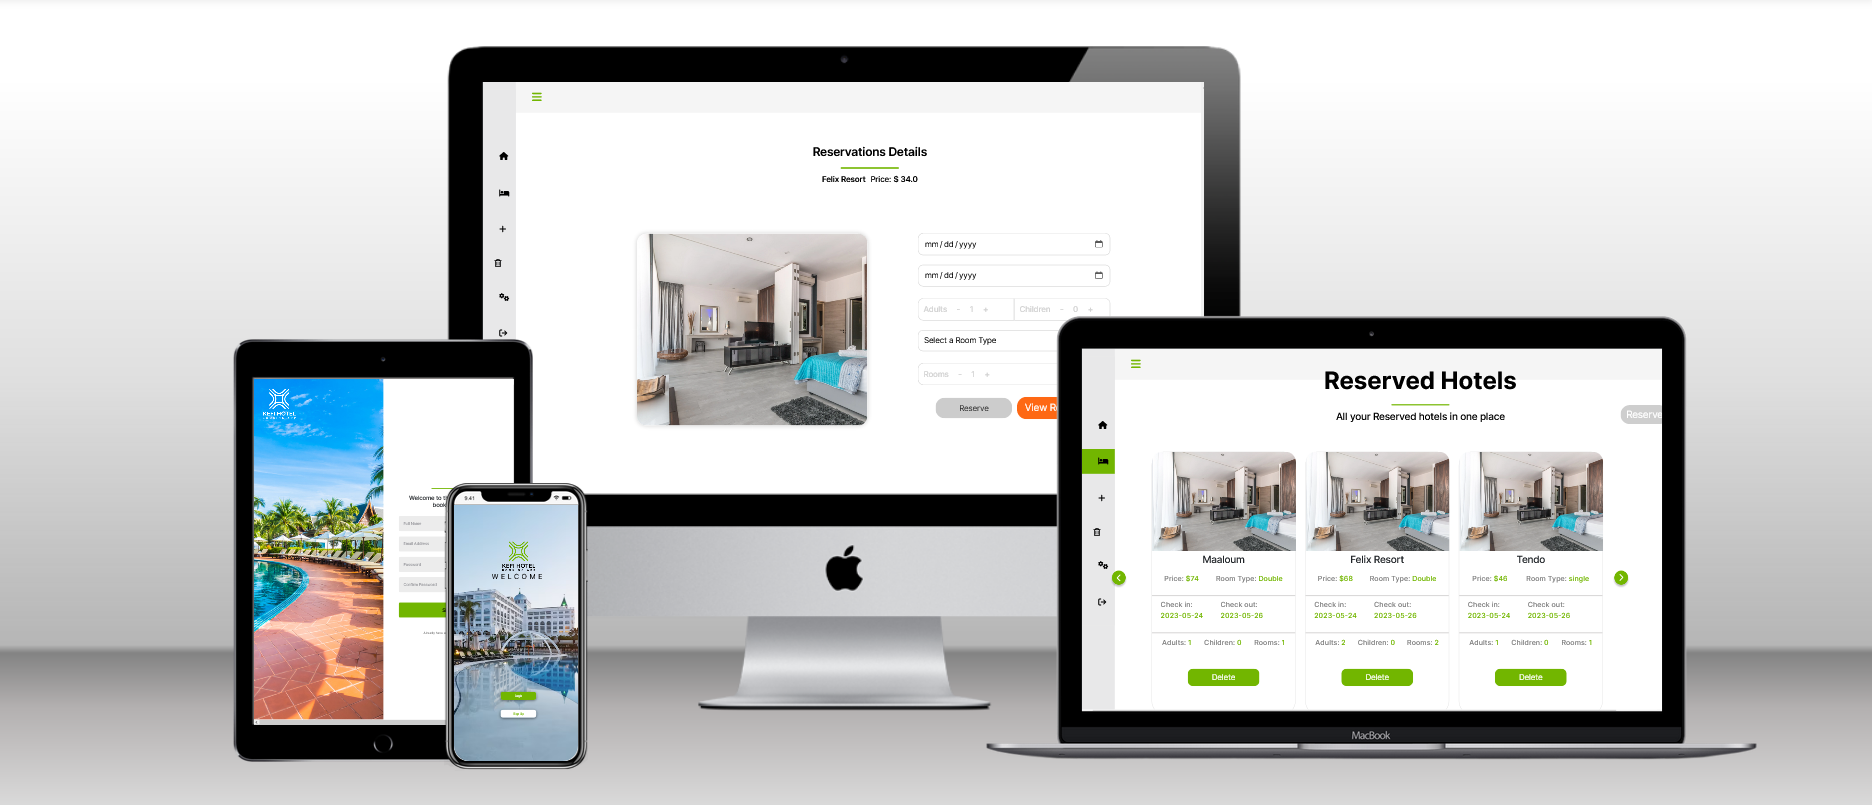 Reservations Details
Felix Resort Price: $ 34.0
mm / dd / yyyy
mm / dd / yyyy
Adults - 1 + Children - 0 +
Select a Room Type
Rooms - 1 +
Reserve View R
KEFI HOTEL
Welcome to t
book
Full Name
Email Address
Password
Confirm Password
9:41
KEFI HOTEL
WELCOME
Login
Sign Up
Reserved Hotels
All your Reserved hotels in one place
Reserve
Maaloum
Price: $74 Room Type: Double
Check in: Check out:
2023-05-24 2023-05-26
Adults: 1 Children: 0 Rooms: 1
Delete
Felix Resort
Price: $68 Room Type: Double
Check in: Check out:
2023-05-24 2023-05-26
Adults: 2 Children: 0 Rooms: 2
Delete
Tendo
Price: $46 Room Type: single
Check in: Check out:
2023-05-24 2023-05-26
Adults: 1 Children: 0 Rooms: 1
Delete
MacBook